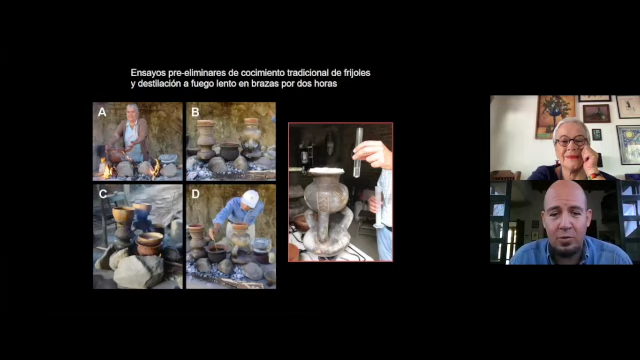 Ensayos pre-eliminares de cocimiento tradicional de frijoles
y destilación a fuego lento en brazas por dos horas
A
B
C
D